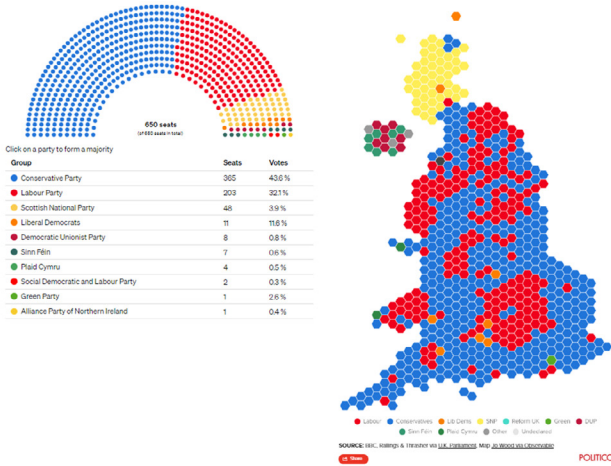 650 seats
(of 650 seats in total)
Click on a party to form a majority
Group Seats Votes
Conservative Party 365 43.6 %
Labour Party 203 32.1 %
Scottish National Party 48 3.9 %
Liberal Democrats 11 11.6 %
Democratic Unionist Party 8 0.8 %
Sinn Féin 7 0.6 %
Plaid Cymru 4 0.5 %
Social Democratic and Labour Party 2 0.3 %
Green Party 1 2.6 %
Alliance Party of Northern Ireland 1 0.4 %
Labour Conservatives Lib Dems SNP Reform UK Green DUP
Sinn Féin Plaid Cymru Other Undeclared
SOURCE: BBC, Rallings & Thrasher via U.K. Parliament, Map Jo Wood via Observable
Share
POLITICO